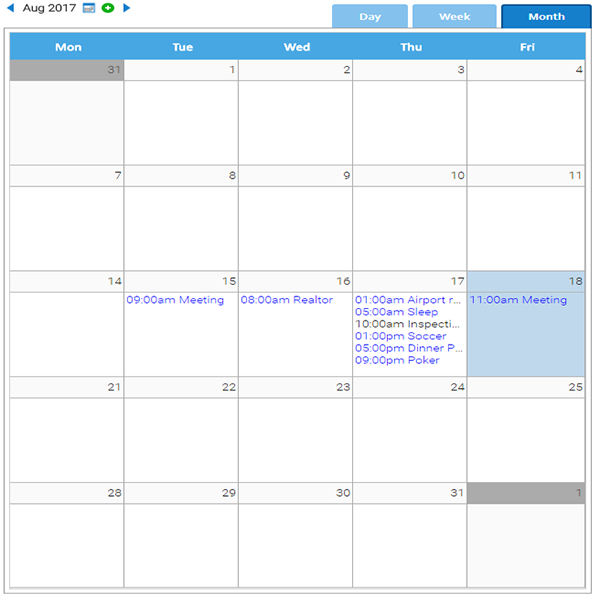 Aug 2017
Day Week Month
Mon Tue Wed Thu Fri
31 1 2 3 4
7 8 9 10 11
14 15 16 17 18
09:00am Meeting 08:00am Realtor 01:00am Airport r... 11:00am Meeting
05:00am Sleep
10:00am Inspecti...
01:00pm Soccer
05:00pm Dinner P...
09:00pm Poker
21 22 23 24 25
28 29 30 31 1